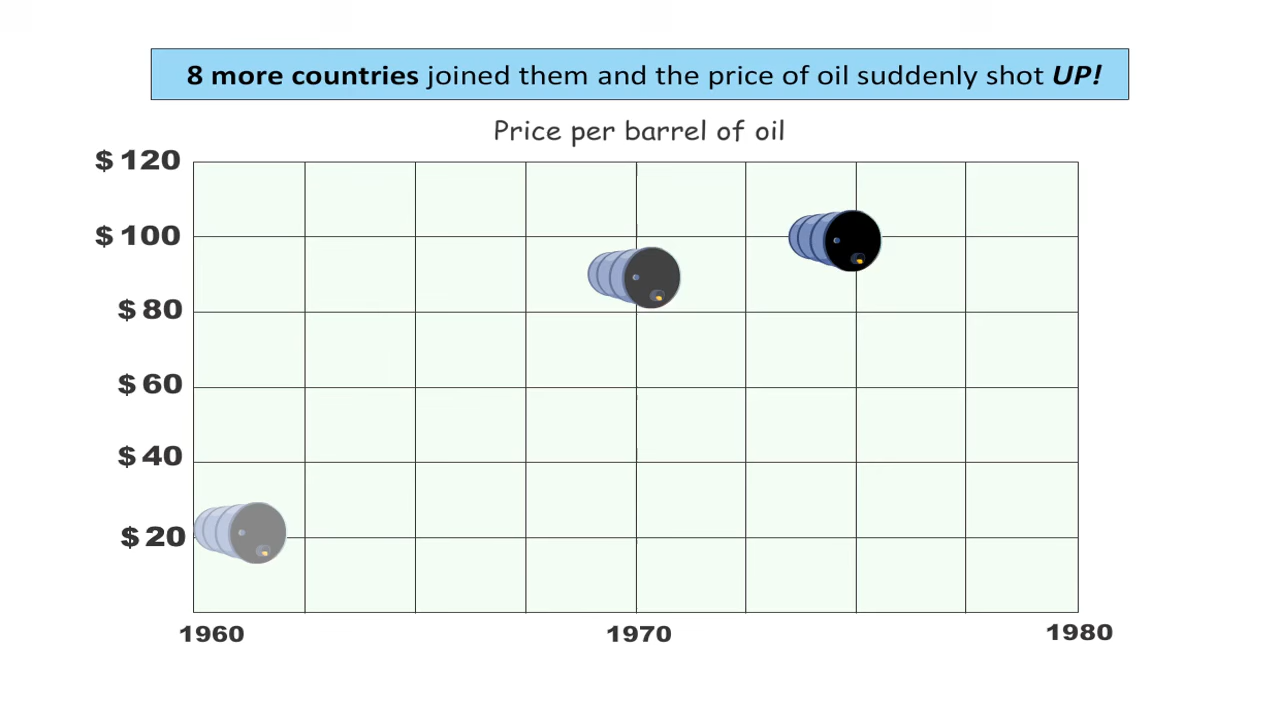 8 more countries joined them and the price of oil suddenly shot UP!
Price per barrel of oil
$ 120
$ 100
$ 80
$ 60
$ 40
$ 20
1960 1970 1980